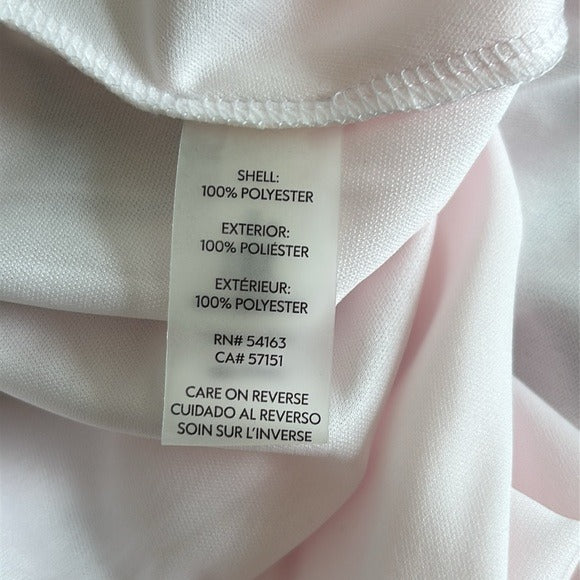 SHELL:
100% POLYESTER
EXTERIOR:
100% POLIÉSTER
EXTÉRIEUR:
100% POLYESTER
RN# 54163
CA# 57151
CARE ON REVERSE
CUIDADO AL REVERSO
SOIN SUR L'INVERSE